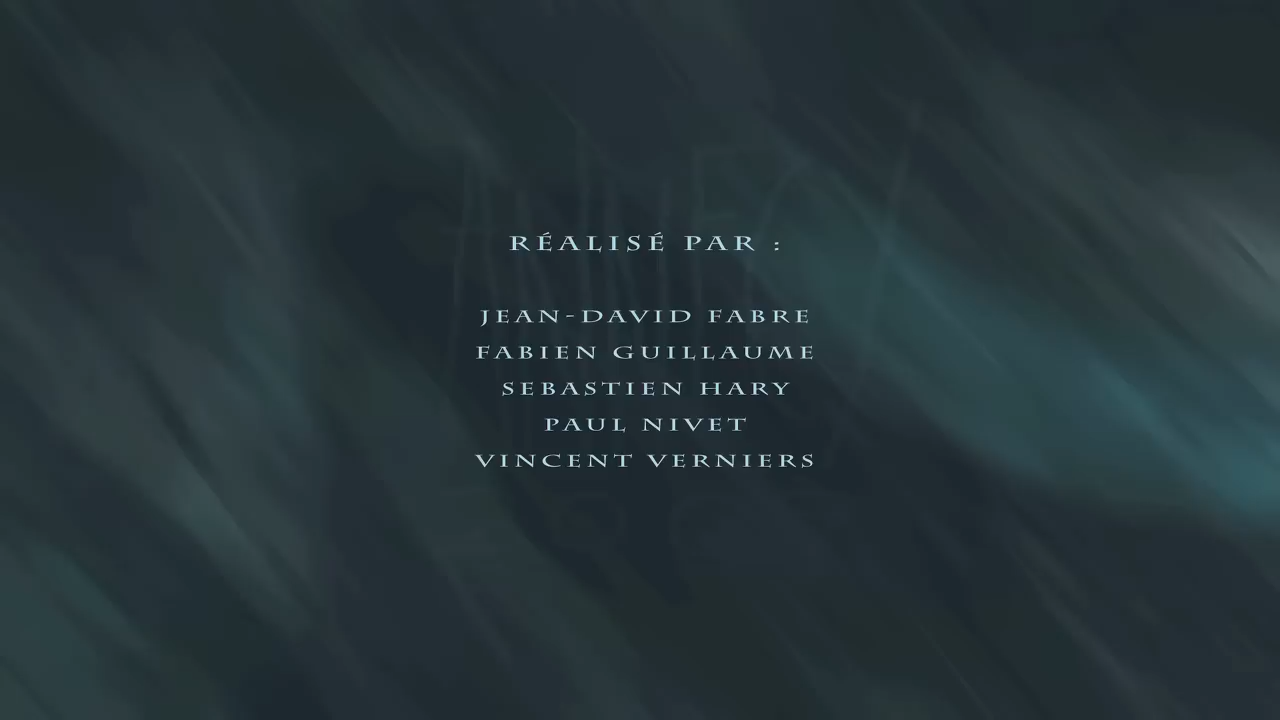 RÉALISÉ PAR :
JEAN-DAVID FABRE
FABIEN GUILLAUME
SEBASTIEN HARY
PAUL NIVET
VINCENT VERNIERS